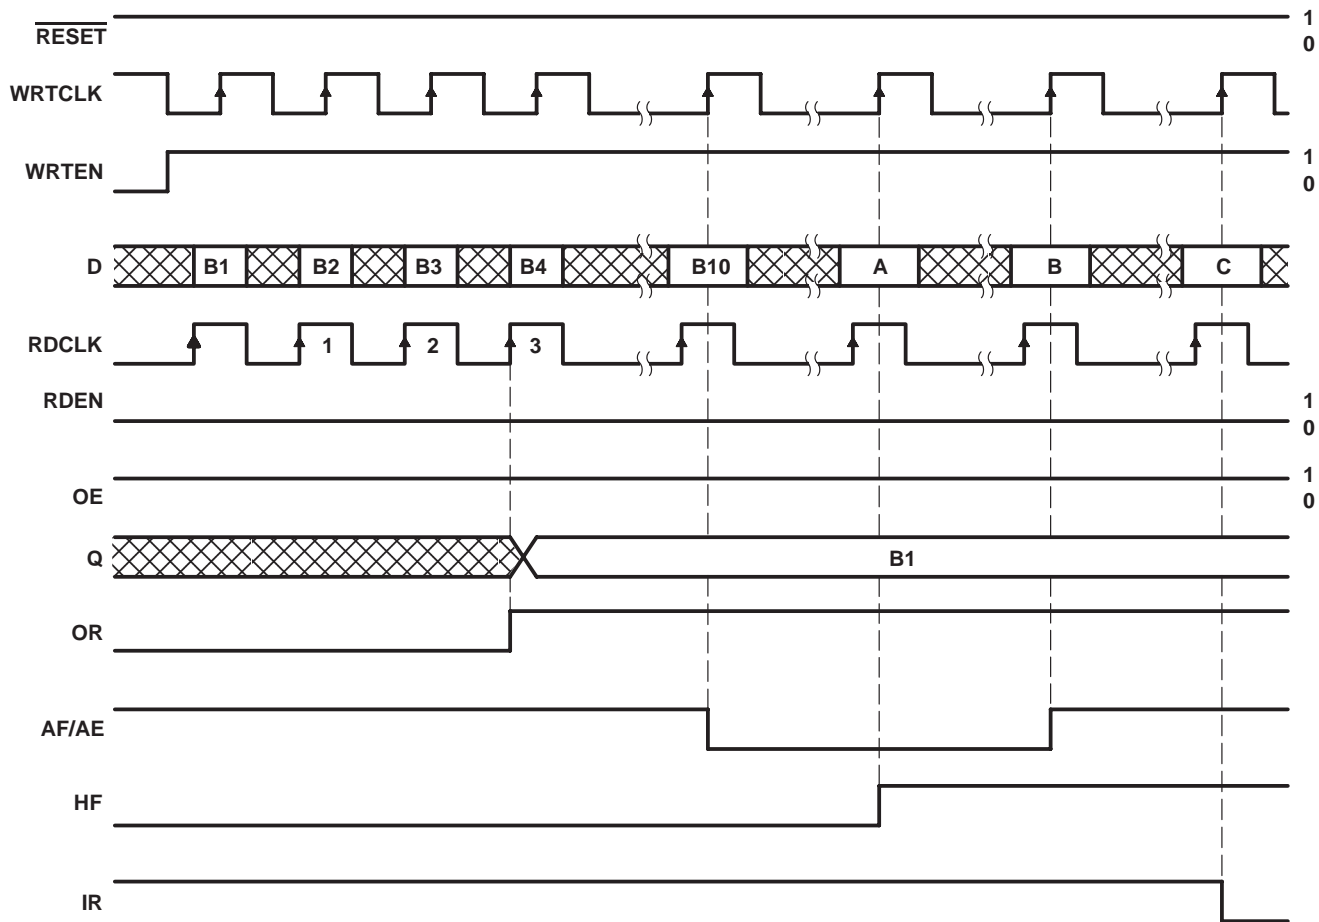 RESET 1
0
WRTCLK
WRTEN 1
0
D B1 B2 B3 B4 B10 A B C
RDCLK 1 2 3
RDEN 1
0
OE 1
0
Q B1
OR
AF/AE
HF
IR